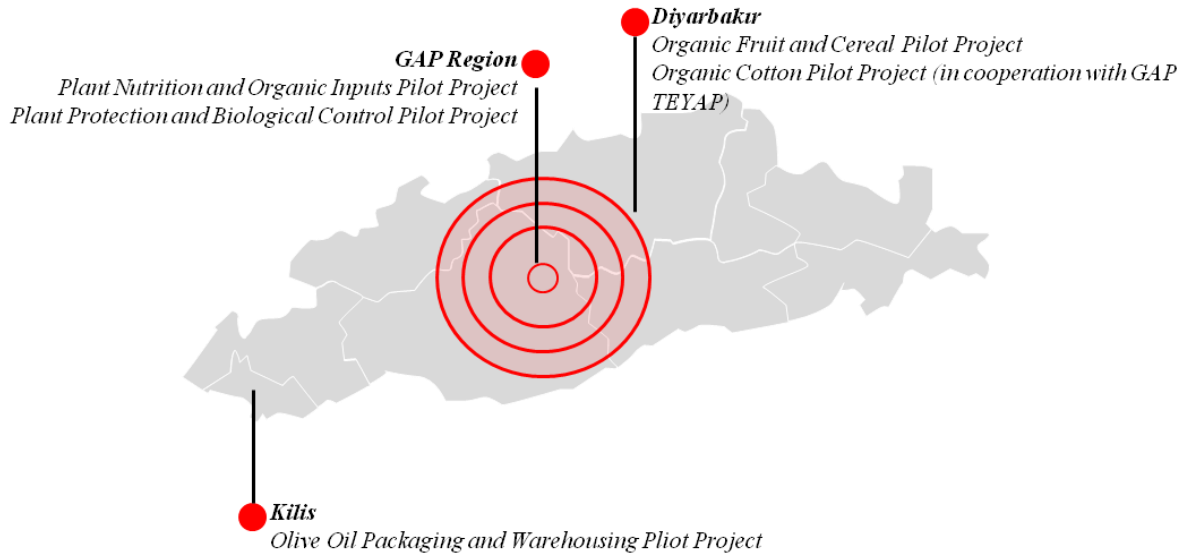 GAP Region
Plant Nutrition and Organic Inputs Pilot Project
Plant Protection and Biological Control Pilot Project
Diyarbakır
Organic Fruit and Cereal Pilot Project
Organic Cotton Pilot Project (in cooperation with GAP
TEYAP)
Kilis
Olive Oil Packaging and Warehousing Pliot Project